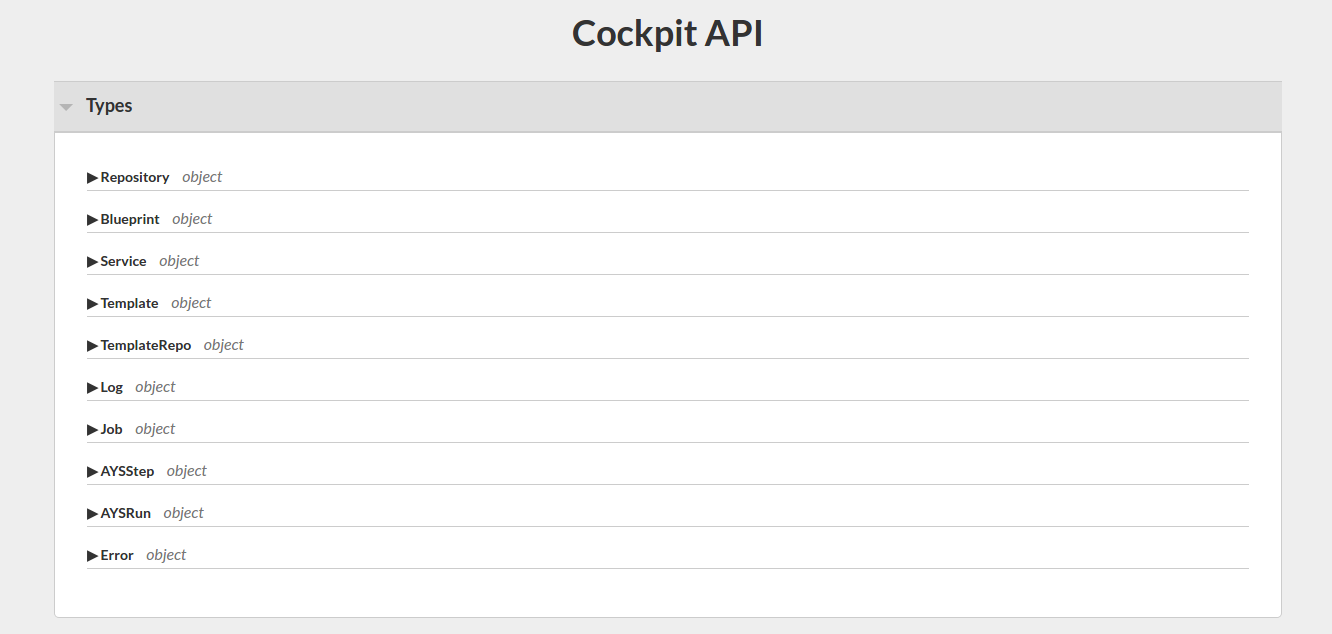 Cockpit API
Types
Repository object
Blueprint object
Service object
Template object
TemplateRepo object
Log object
Job object
AYSStep object
AYSRun object
Error object